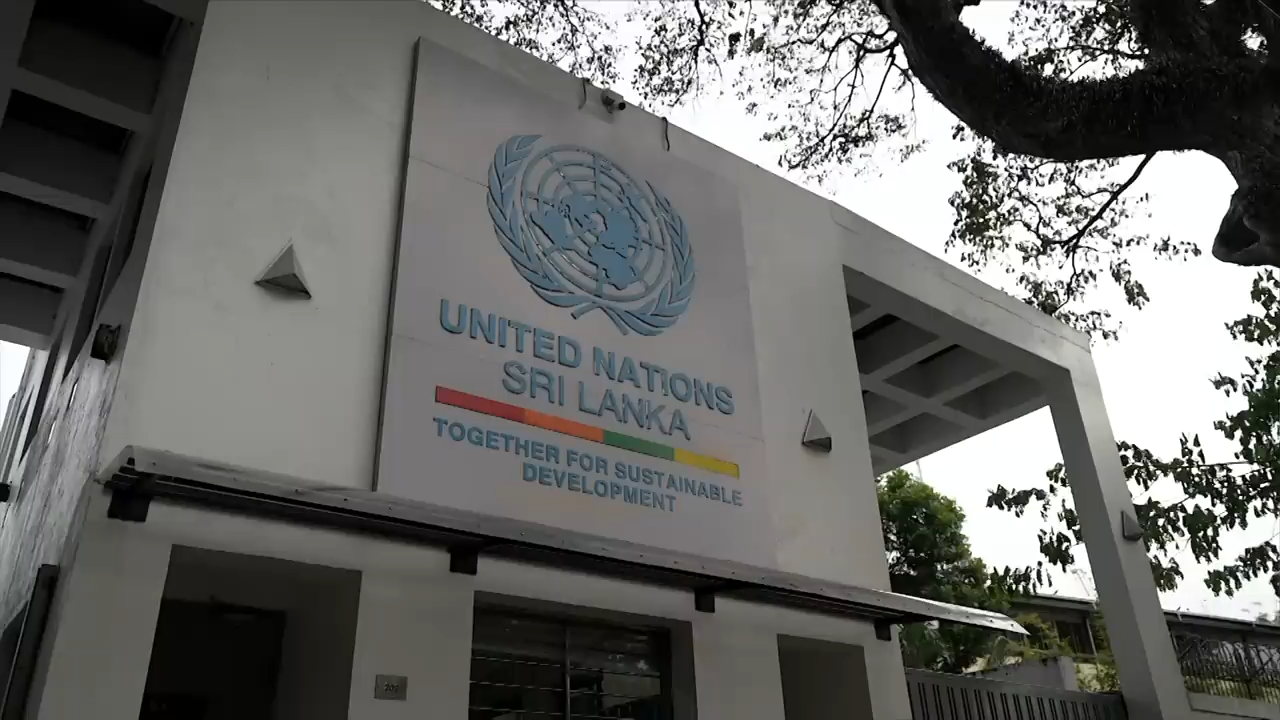 UNITED NATIONS
SRI LANKA
TOGETHER FOR SUSTAINABLE
DEVELOPMENT